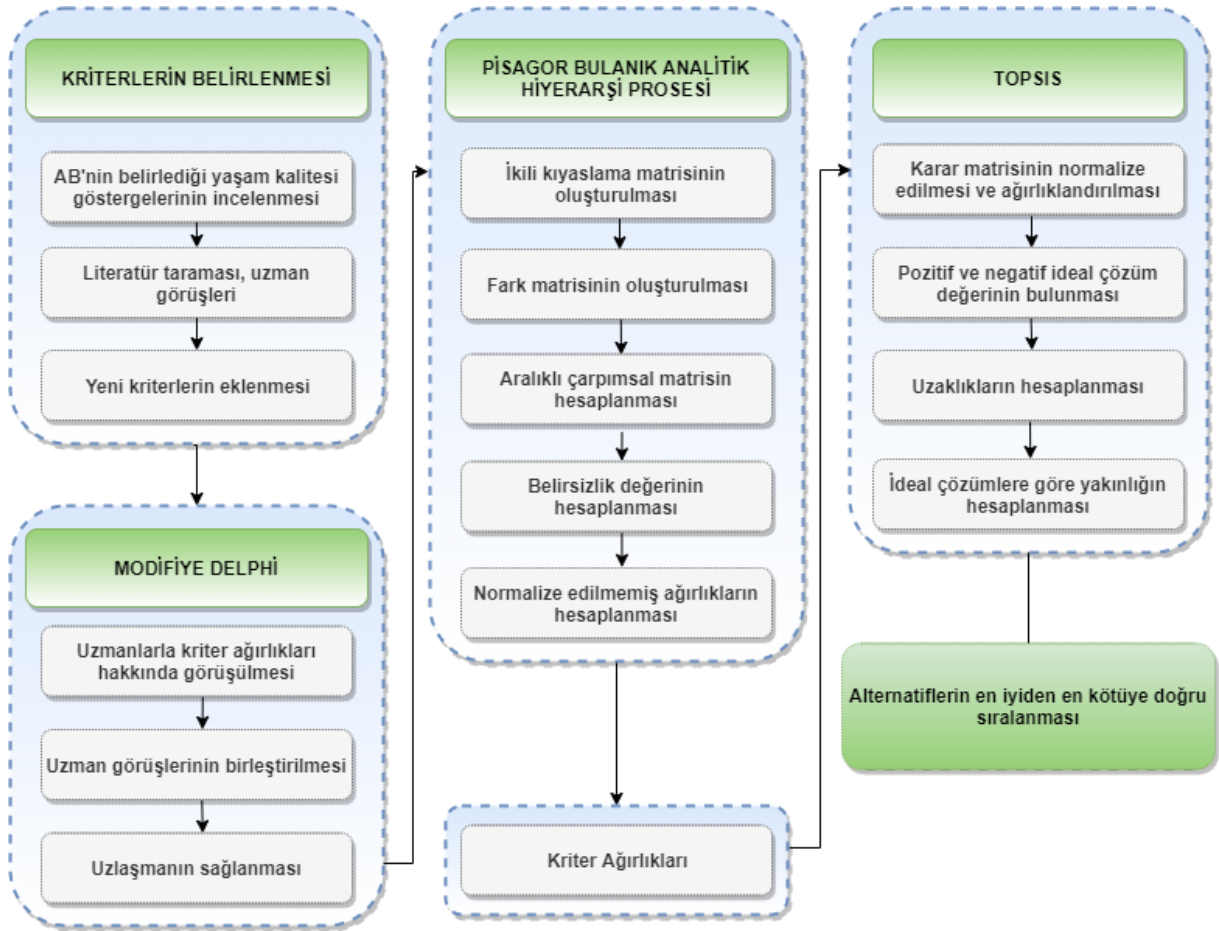 KRİTERLERİN BELİRLENMESİ
AB'nin belirlediği yaşam kalitesi
göstergelerinin incelenmesi
Literatür taraması, uzman
görüşleri
Yeni kriterlerin eklenmesi
MODİFİYE DELPHİ
Uzmanlarla kriter ağırlıkları
hakkında görüşülmesi
Uzman görüşlerinin birleştirilmesi
Uzlaşmanın sağlanması
PİSAGOR BULANIK ANALİTİK
HİYERARŞİ PROSESİ
İkili kıyaslama matrisinin
oluşturulması
Fark matrisinin oluşturulması
Aralıklı çarpımsal matrisin
hesaplanması
Belirsizlik değerinin
hesaplanması
Normalize edilmemiş ağırlıkların
hesaplanması
Kriter Ağırlıkları
TOPSIS
Karar matrisinin normalize
edilmesi ve ağırlıklandırılması
Pozitif ve negatif ideal çözüm
değerinin bulunması
Uzaklıkların hesaplanması
İdeal çözümlere göre yakınlığın
hesaplanması
Alternatiflerin en iyiden en kötüye doğru
sıralanması